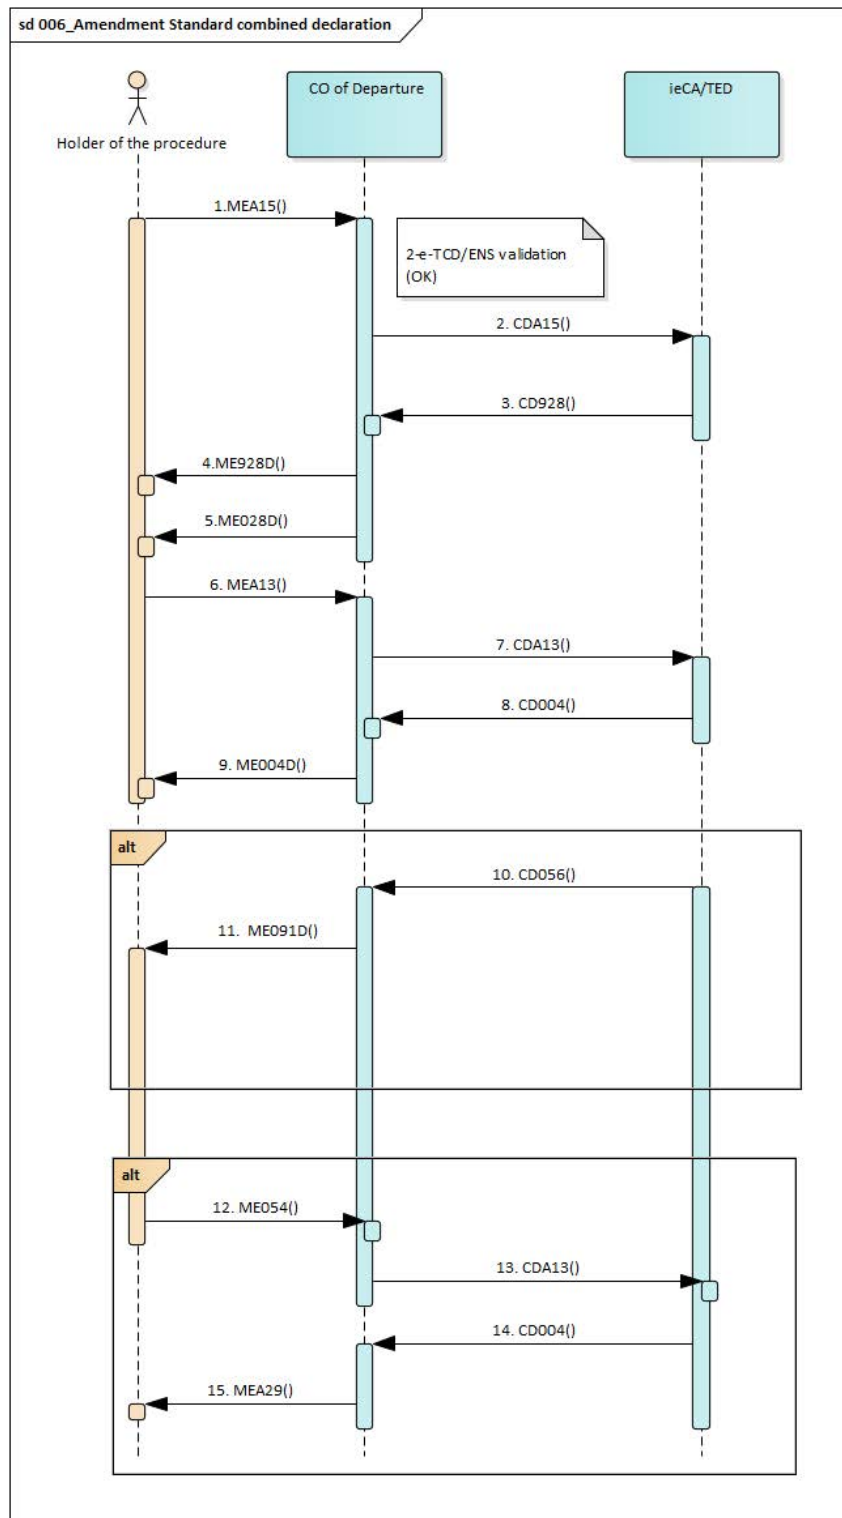 sd 006_Amendment Standard combined declaration
CO of Departure
ieCA/TED
Holder of the procedure
1.MEA15()
2-e-TCD/ENS validation
(OK)
2. CDA15()
3. CD928()
4.ME928D()
5.ME028D()
6. MEA13()
7. CDA13()
8. CD004()
9. ME004D()
alt
10. CD056()
11. ME091D()
alt
12. ME054()
13. CDA13()
14. CD004()
15. MEA29()